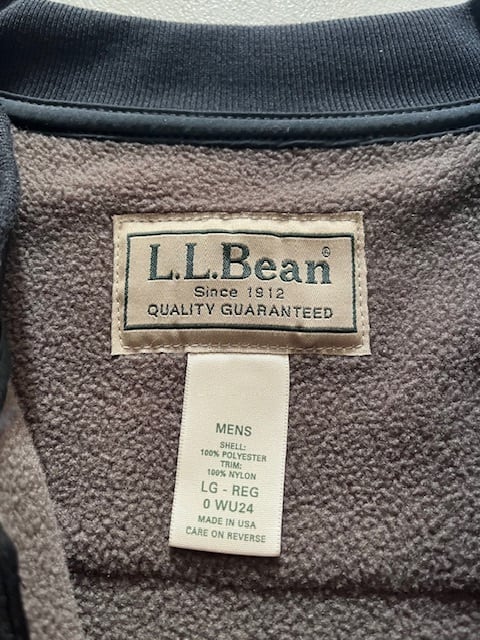 L.L.Bean®
Since 1912
QUALITY GUARANTEED
MENS
SHELL:
100% POLYESTER
TRIM:
100% NYLON
LG - REG
0 WU24
MADE IN USA
CARE ON REVERSE